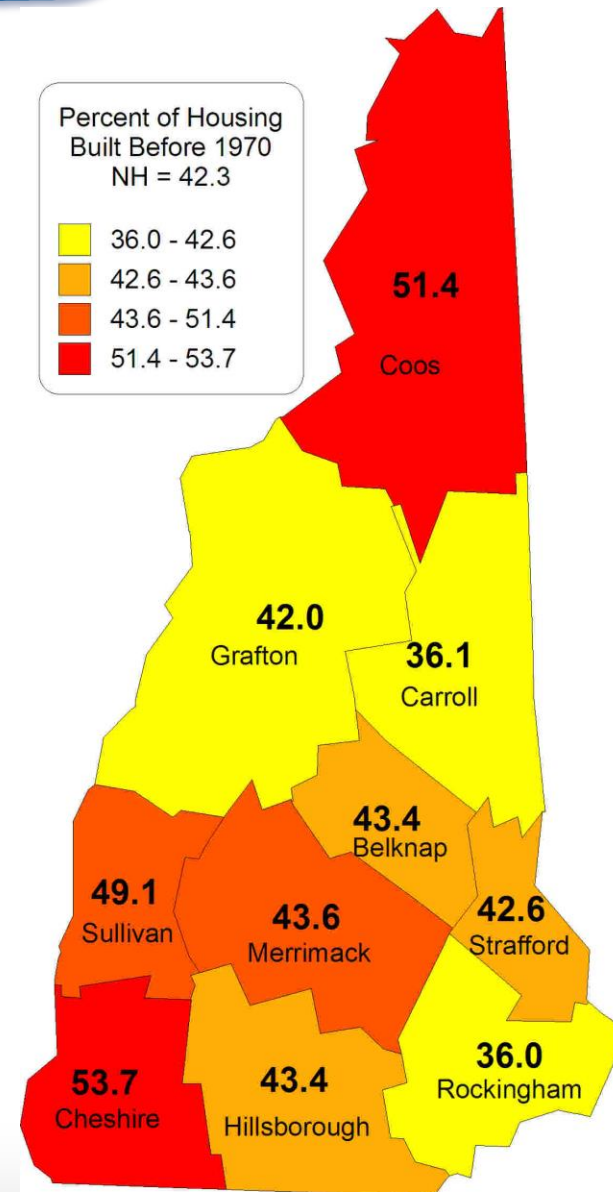 Percent of Housing
Built Before 1970
NH = 42.3
36.0 - 42.6
42.6 - 43.6
43.6 - 51.4
51.4 - 53.7
51.4
Coos
42.0
Grafton
36.1
Carroll
43.4
Belknap
49.1
Sullivan
43.6
Merrimack
42.6
Strafford
53.7
Cheshire
43.4
Hillsborough
36.0
Rockingham